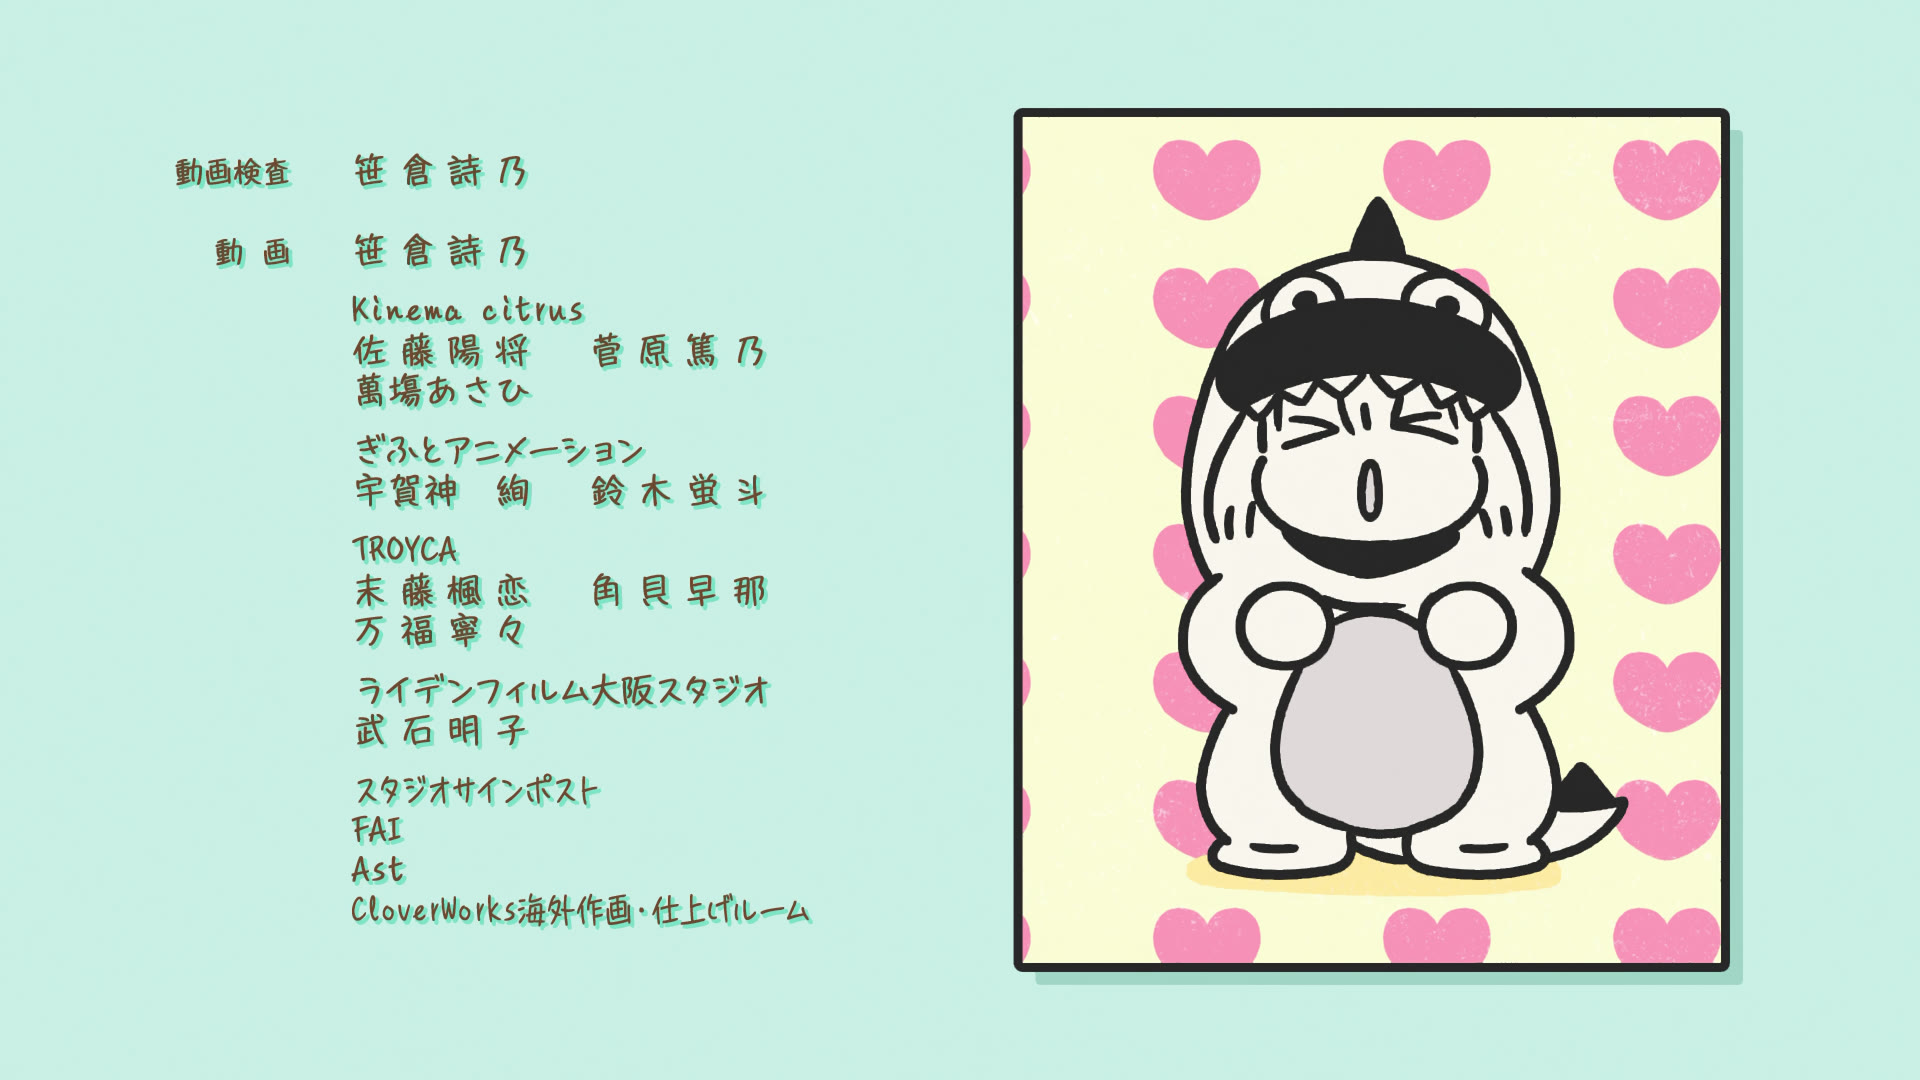 動画検査 笹倉詩乃
動画 笹倉詩乃
Kinema citrus
佐藤陽将 菅原篤乃
萬場あさひ
ぎふとアニメーション
宇賀神 絢 鈴木蛍斗
TROYCA
末藤楓恋 角貝早那
万福寧々
ライデンフィルム大阪スタジオ
武石明子
スタジオサインポスト
FAI
Ast
CloverWorks海外作画・仕上げルーム